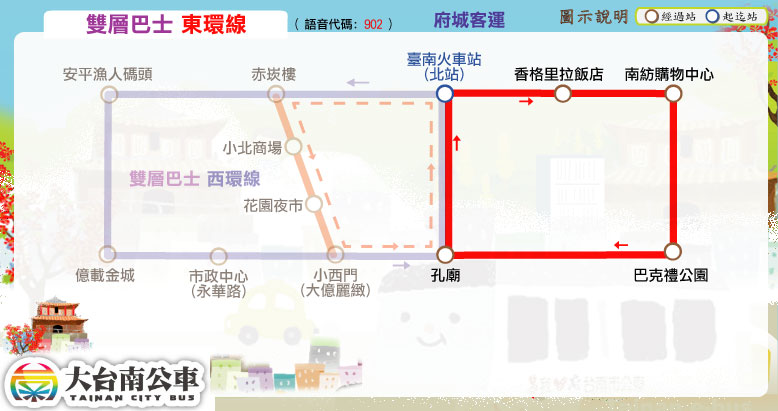 雙層巴士 東環線 （ 語音代碼： 902 ） 府城客運 圖示說明 經過站 起迄站
安平漁人碼頭
赤崁樓
臺南火車站
(北站)
香格里拉飯店
南紡購物中心
小北商場
雙層巴士 西環線
花園夜市
億載金城
市政中心
(永華路)
小西門
(大億麗緻)
孔廟
巴克禮公園
大台南公車
TAINAN CITY BUS